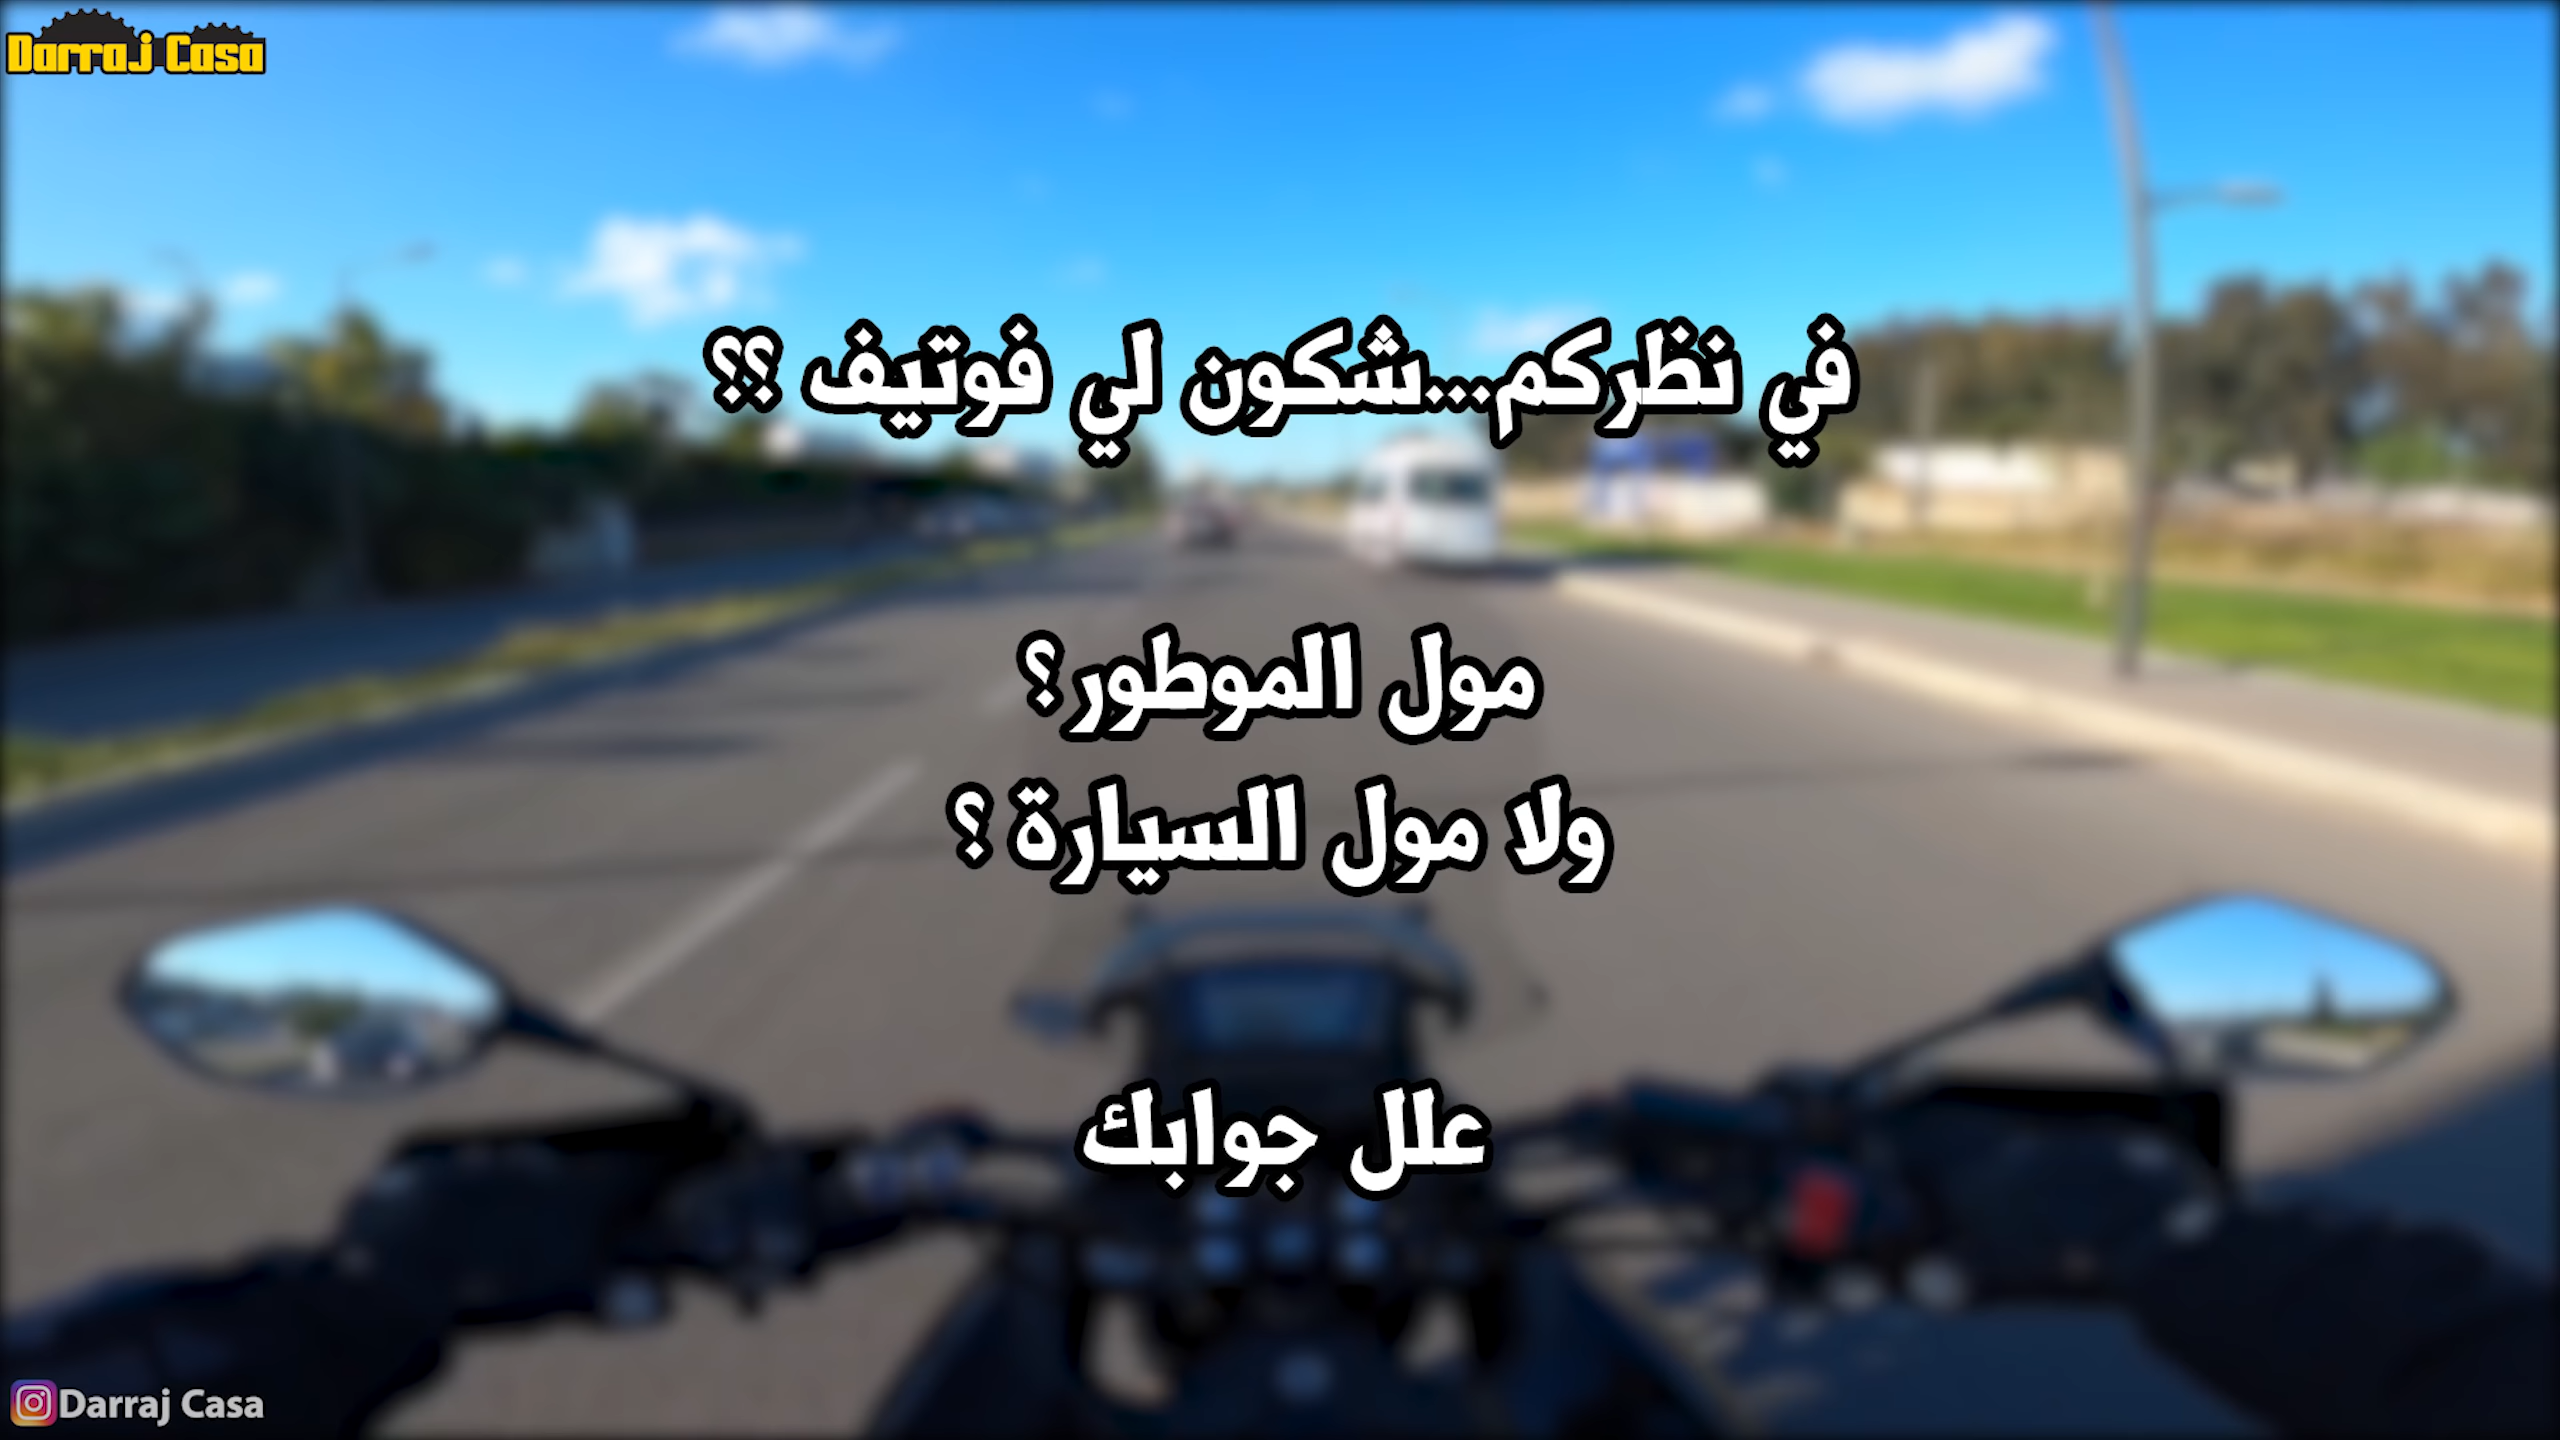 Darraj Casa
في نظركم...شكون لي فوتيف ؟؟
مول الموطور؟
ولا مول السيارة ؟
علل جوابك
Darraj Casa